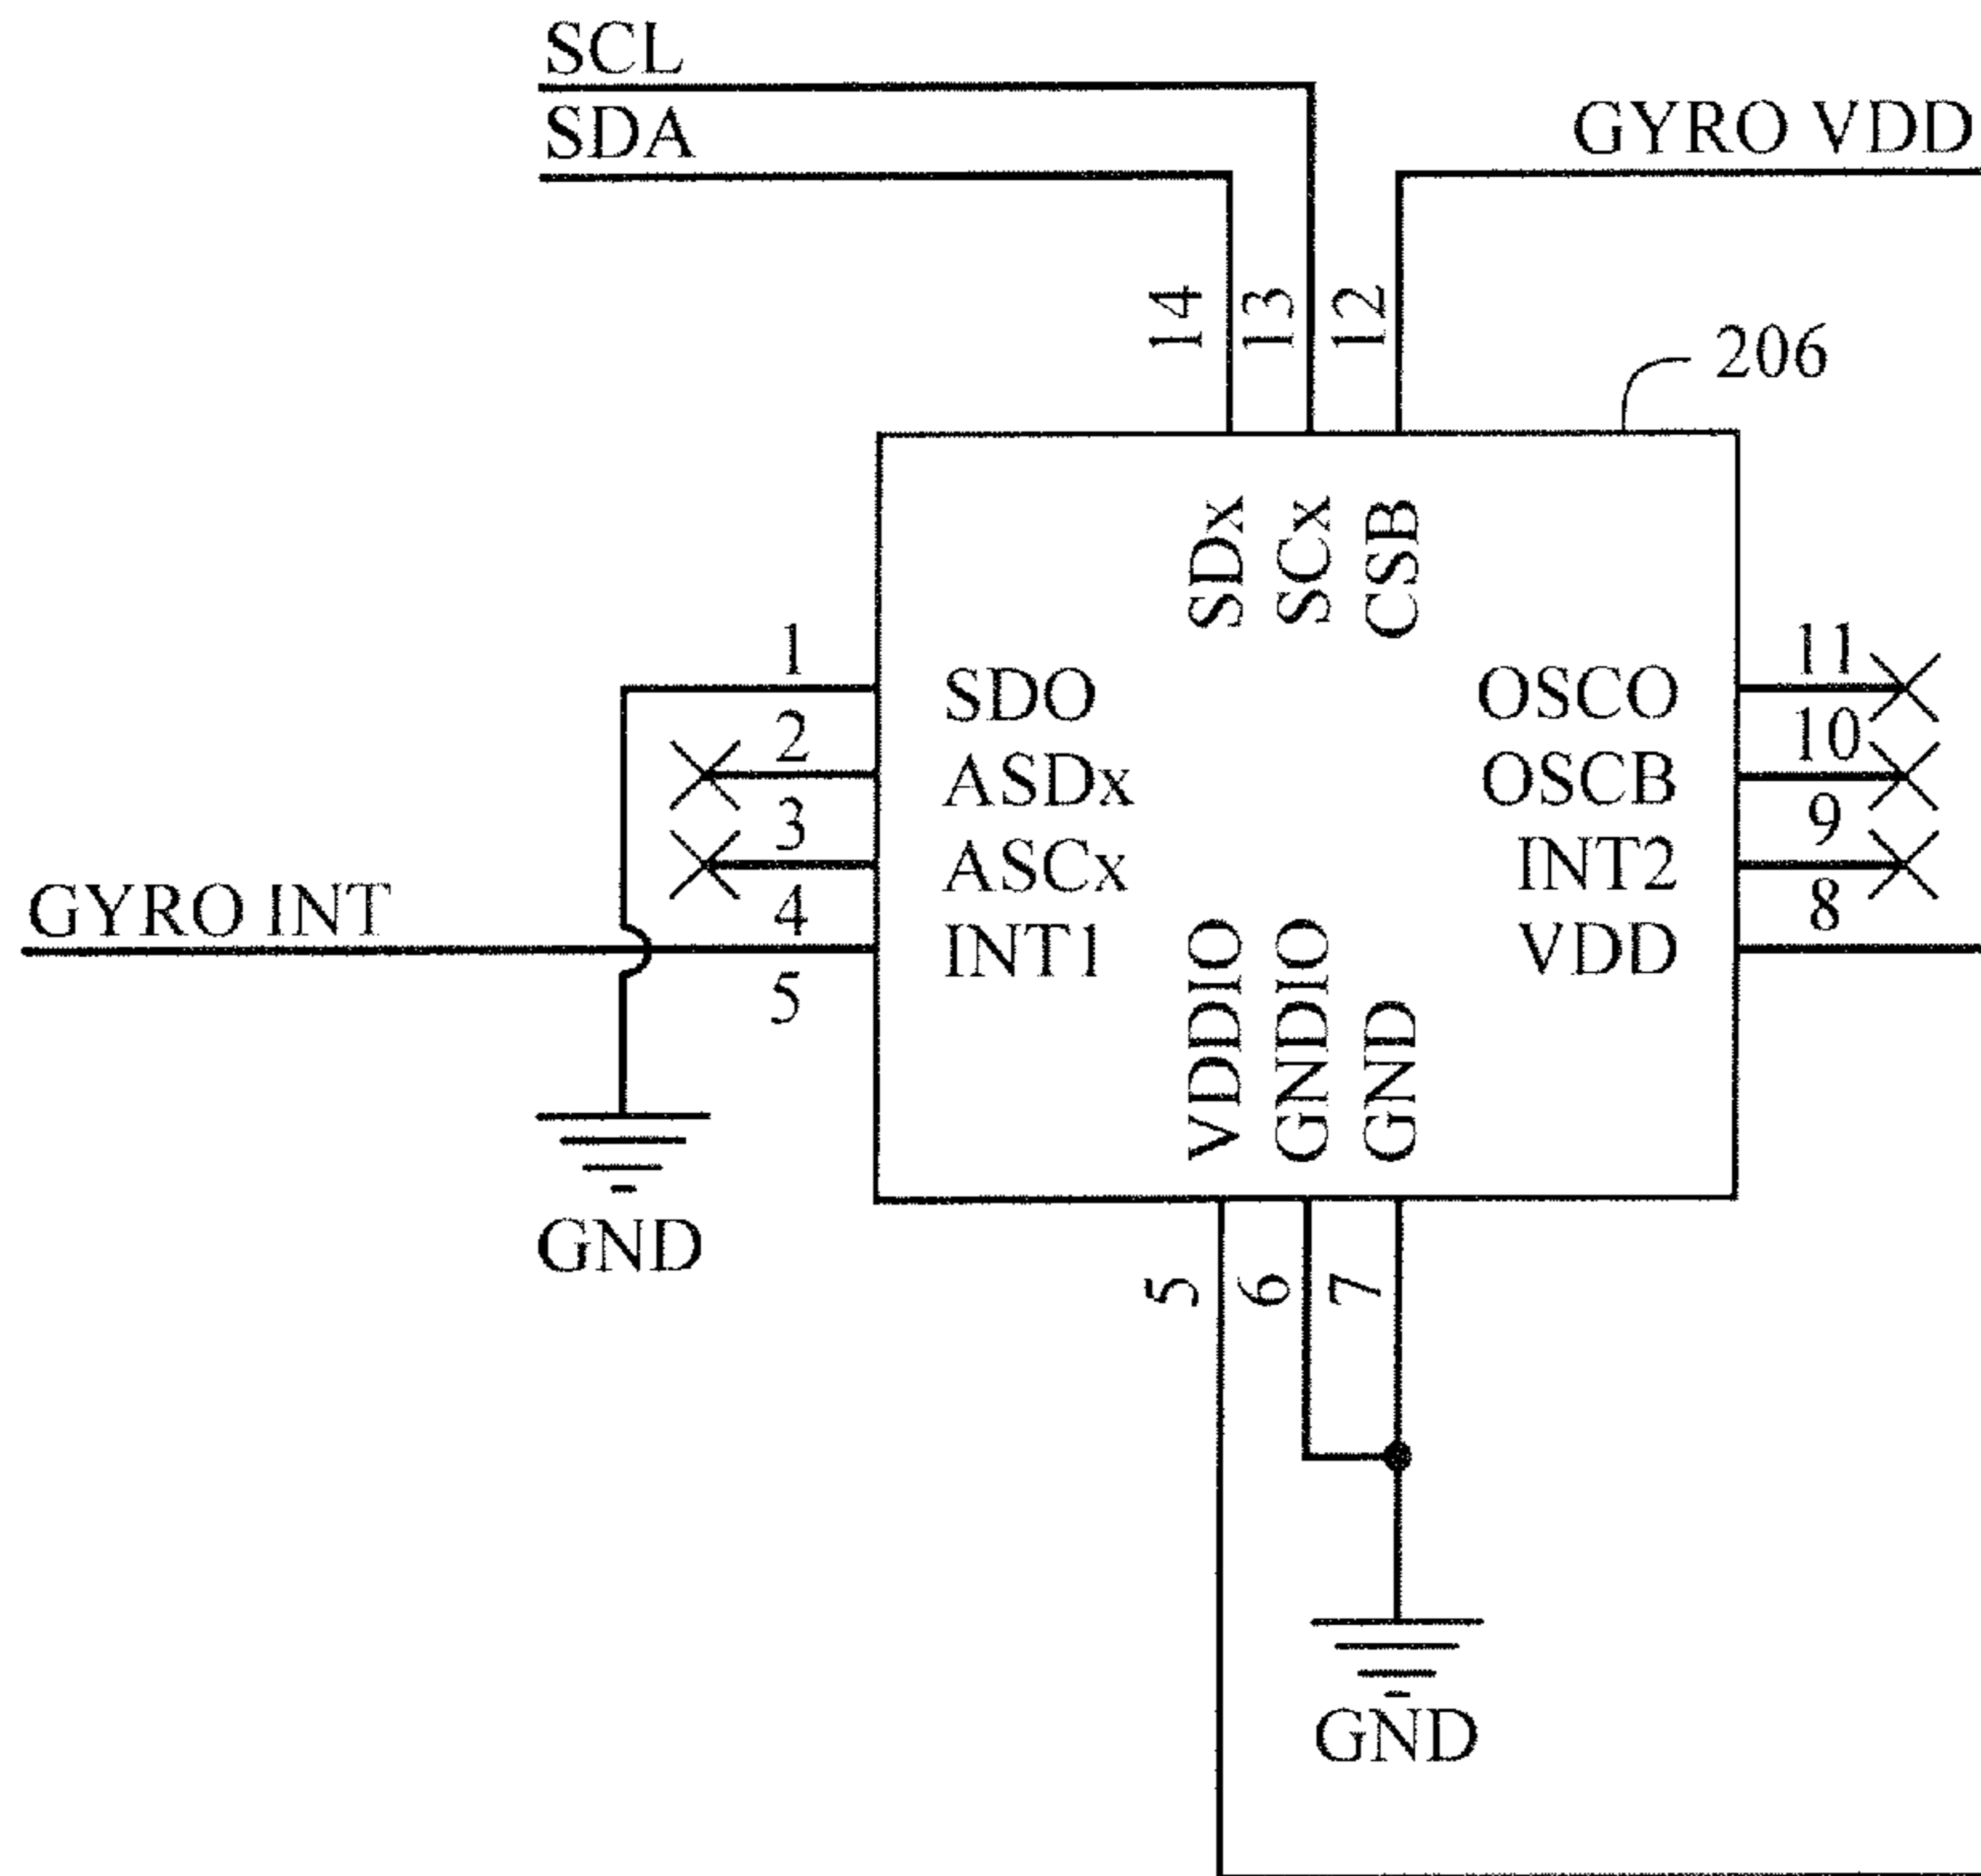 SCL
SDA
GYRO VDD
14
13
12
206
SDx
SCx
CSB
1
SDO
2
ASDx
3
ASCx
4
GYRO INT
INT1
5
OSCO
11
OSCB
10
INT2
9
VDD
8
VDDIO
GNDIO
GND
GND
5
6
7
GND